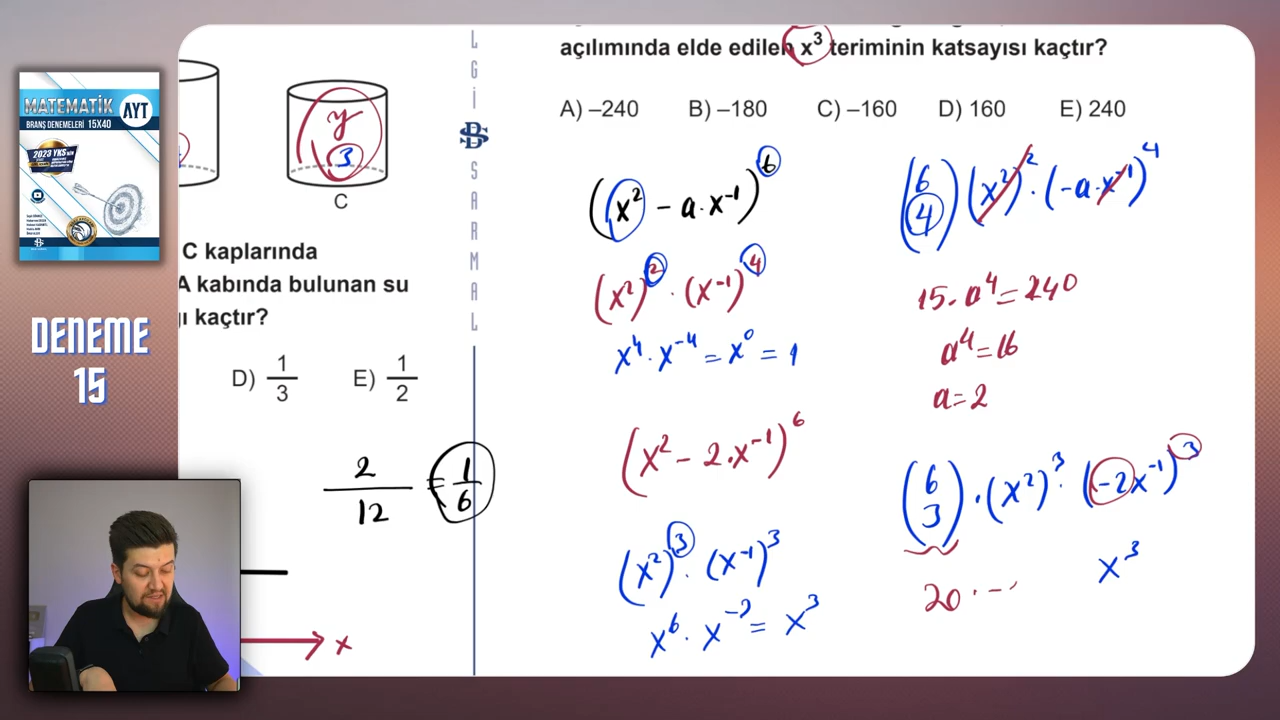 MATEMATİK
AYT
BRANŞ DENEMELERİ 15X40
2023 YKS'NİN
DENEME
15
y
3
C
C kaplarında
A kabında bulunan su
ğı kaçtır?
D) 1/3 E) 1/2
2/12 = 1/6
x
L
G
İ
S
A
R
M
A
L
açılımında elde edilen x³ teriminin katsayısı kaçtır?
A) –240 B) –180 C) –160 D) 160 E) 240
(x² - a.x⁻¹)⁶
(x²)² . (x⁻¹)⁴
x⁴ . x⁻⁴ = x⁰ = 1
(x² - 2.x⁻¹)⁶
(x²)³ . (x⁻¹)³
x⁶ . x⁻³ = x³
(6 4) (x²)² . (-a.x⁻¹)⁴
15. a⁴ = 240
a⁴ = 16
a = 2
(6 3) . (x²)³ . (-2x⁻¹)³
20 . - x³